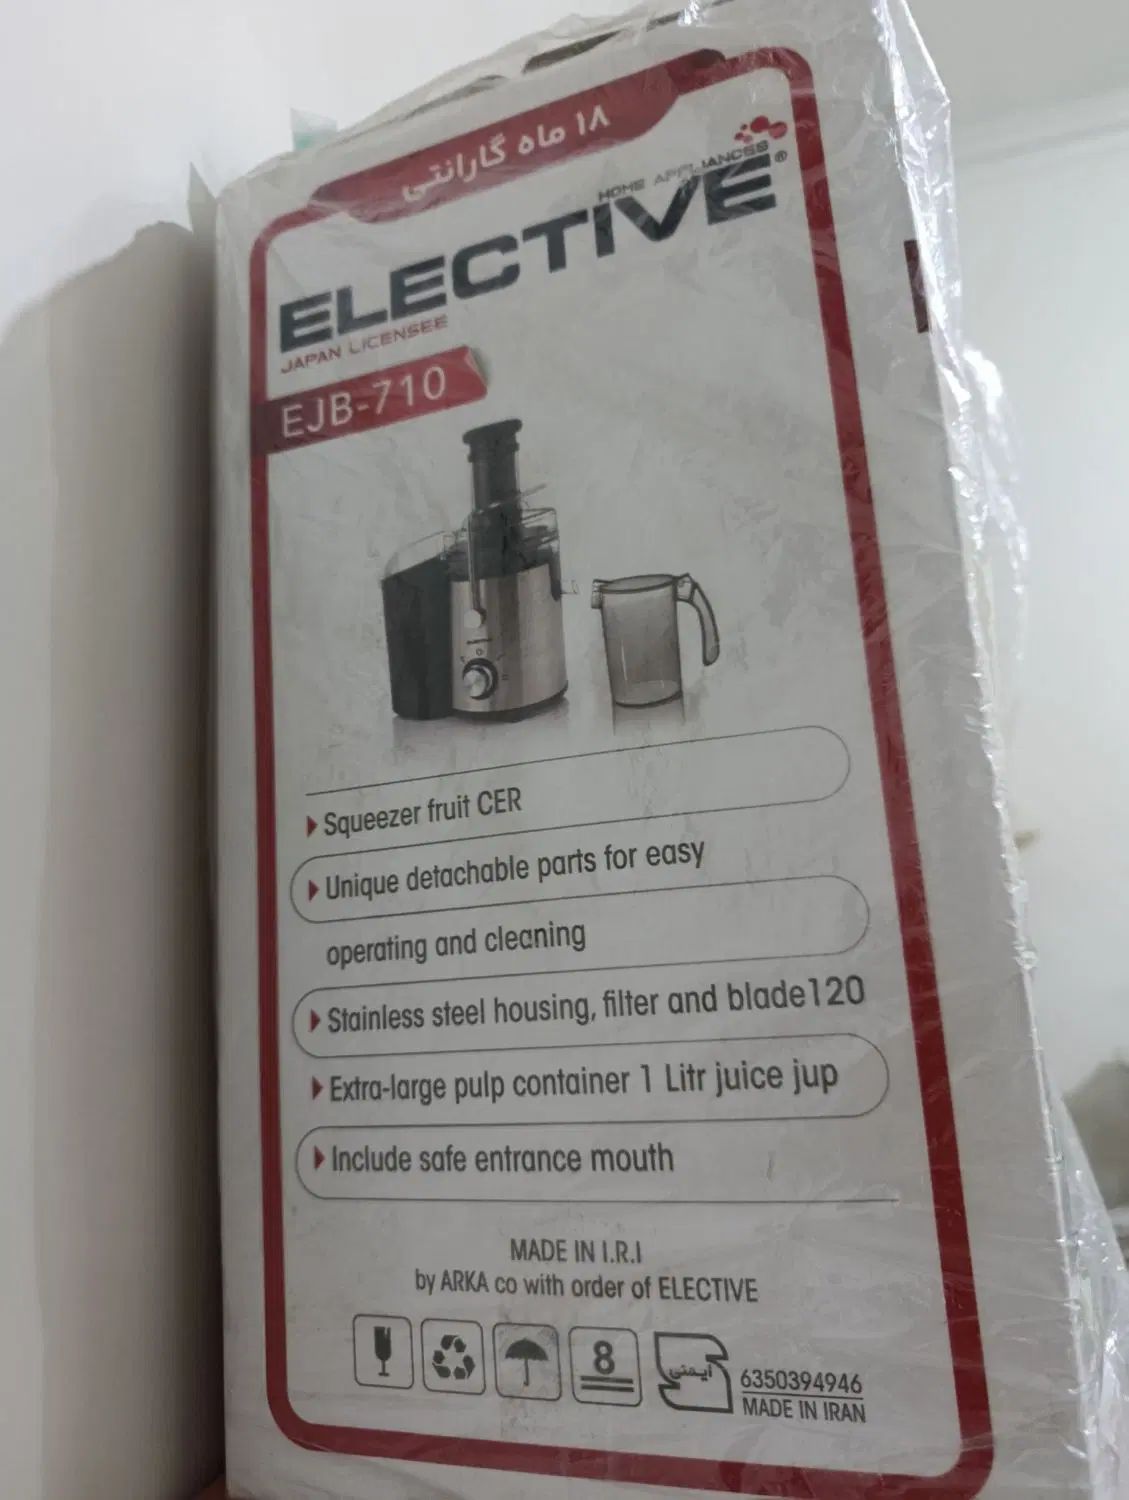 ۱۸ ماه گارانتی
HOME APPLIANCES
ELECTIVE®
JAPAN LICENSEE
EJB-710
Squeezer fruit CER
Unique detachable parts for easy
operating and cleaning
Stainless steel housing, filter and blade120
Extra-large pulp container 1 Litr juice jup
Include safe entrance mouth
MADE IN I.R.I
by ARKA co with order of ELECTIVE
8
ایمنی
6350394946
MADE IN IRAN